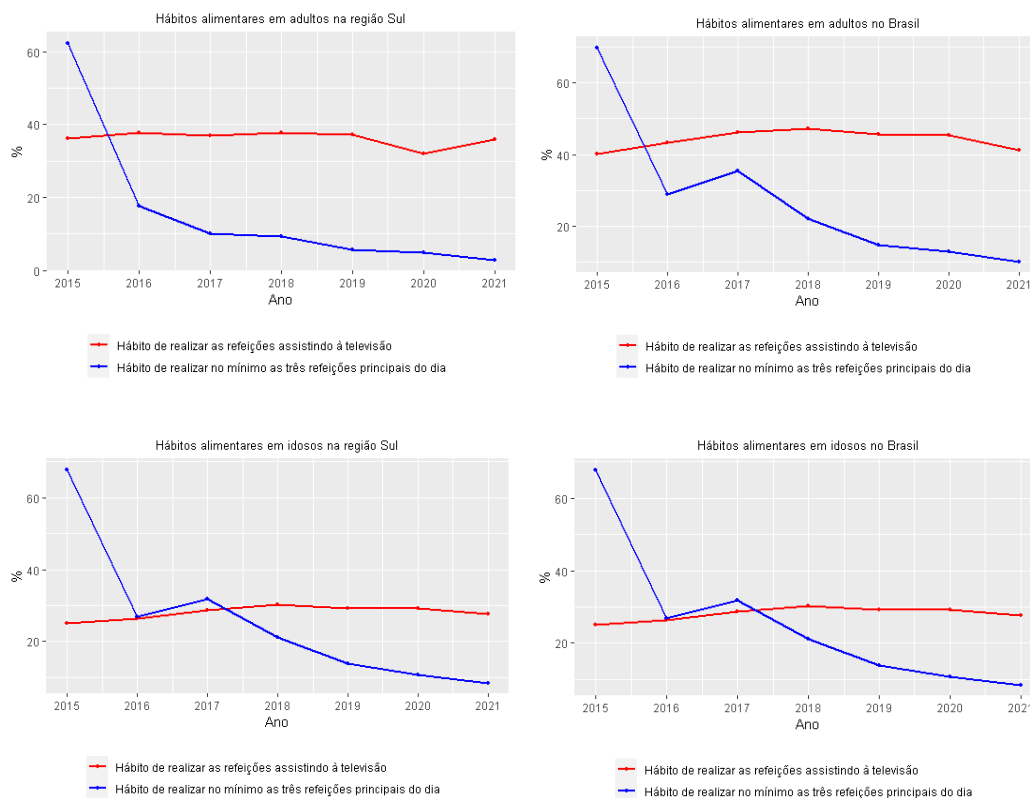 Hábitos alimentares em adultos na região Sul
60
40
%
20
0
2015 2016 2017 2018 2019 2020 2021
Ano
Hábito de realizar as refeições assistindo à televisão
Hábito de realizar no mínimo as três refeições principais do dia
Hábitos alimentares em adultos no Brasil
60
%
40
20
2015 2016 2017 2018 2019 2020 2021
Ano
Hábito de realizar as refeições assistindo à televisão
Hábito de realizar no mínimo as três refeições principais do dia
Hábitos alimentares em idosos na região Sul
60
40
%
20
2015 2016 2017 2018 2019 2020 2021
Ano
Hábito de realizar as refeições assistindo à televisão
Hábito de realizar no mínimo as três refeições principais do dia
Hábitos alimentares em idosos no Brasil
60
40
%
20
2015 2016 2017 2018 2019 2020 2021
Ano
Hábito de realizar as refeições assistindo à televisão
Hábito de realizar no mínimo as três refeições principais do dia